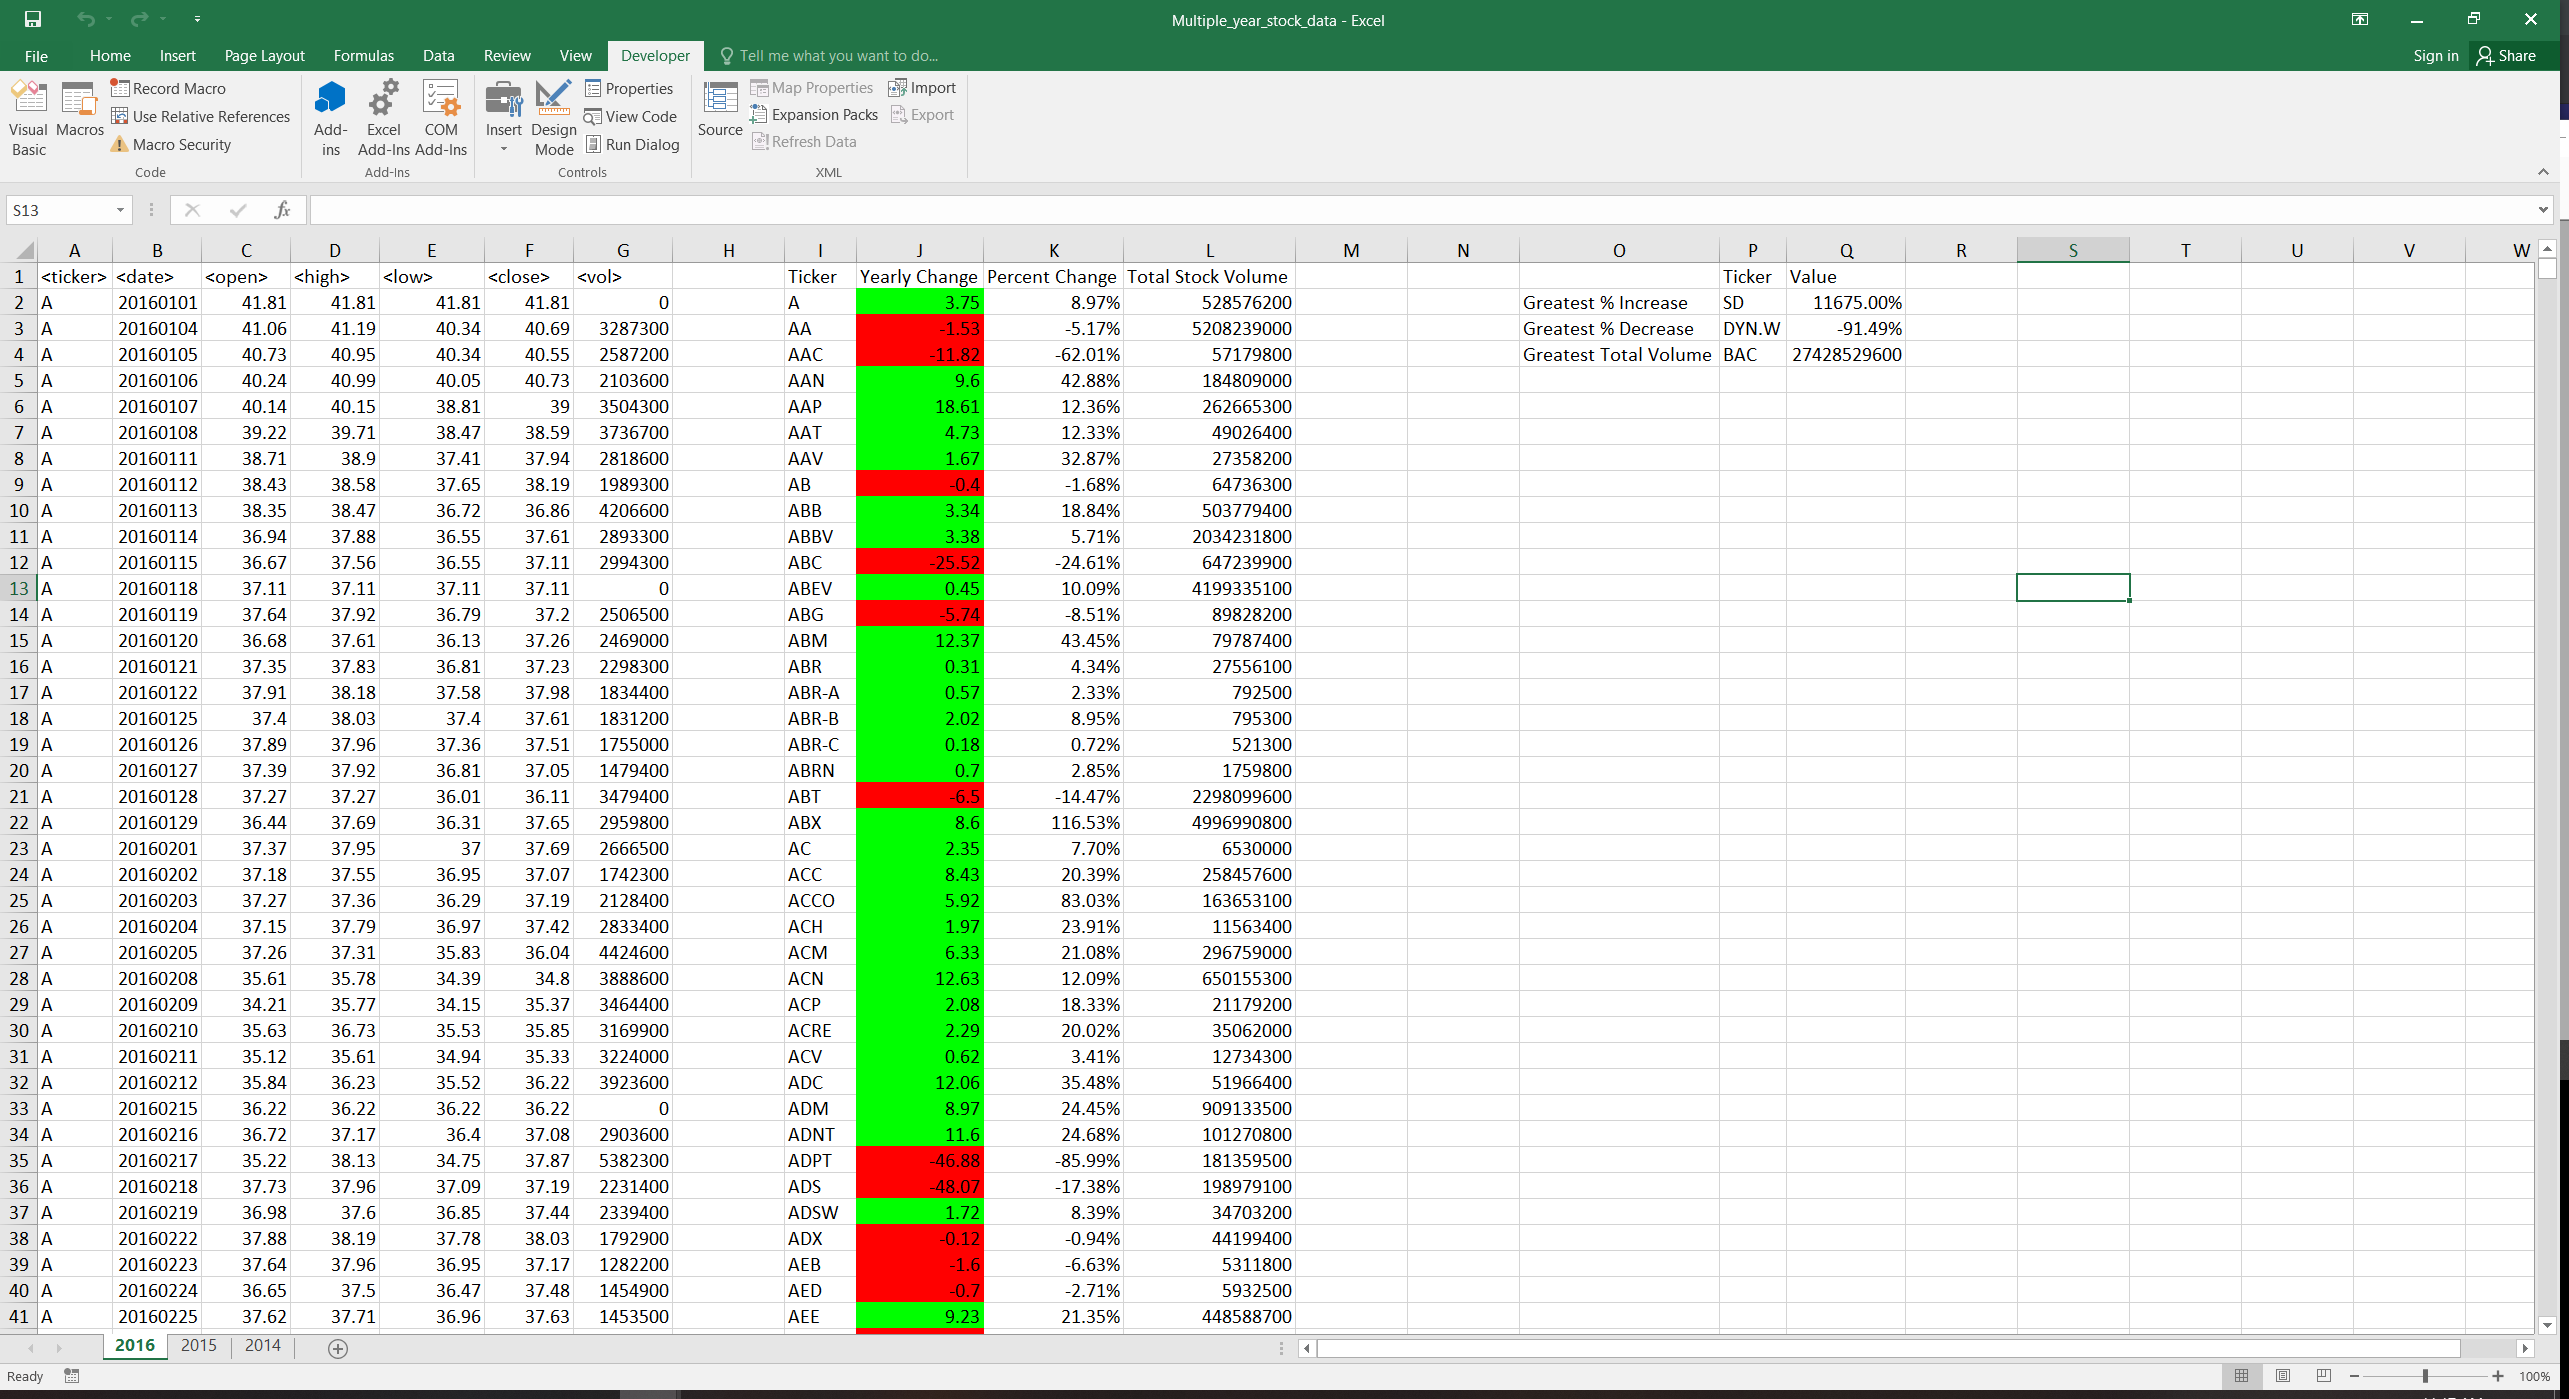 Multiple_year_stock_data - Excel
File Home Insert Page Layout Formulas Data Review View Developer Tell me what you want to do... Sign in Share
Visual Basic Macros Record Macro Use Relative References Macro Security Add-ins Excel Add-Ins COM Add-Ins Insert Design Mode Properties View Code Run Dialog Source Map Properties Expansion Packs Refresh Data Import Export
Code Add-Ins Controls XML
S13 fx
A B C D E F G H I J K L M N O P Q R S T U V W
1 <ticker> <date> <open> <high> <low> <close> <vol> Ticker Yearly Change Percent Change Total Stock Volume Ticker Value
2 A 20160101 41.81 41.81 41.81 41.81 0 A 3.75 8.97% 528576200 Greatest % Increase SD 11675.00%
3 A 20160104 41.06 41.19 40.34 40.69 3287300 AA -1.53 -5.17% 5208239000 Greatest % Decrease DYN.W -91.49%
4 A 20160105 40.73 40.95 40.34 40.55 2587200 AAC -11.82 -62.01% 57179800 Greatest Total Volume BAC 27428529600
5 A 20160106 40.24 40.99 40.05 40.73 2103600 AAN 9.6 42.88% 184809000
6 A 20160107 40.14 40.15 38.81 39 3504300 AAP 18.61 12.36% 262665300
7 A 20160108 39.22 39.71 38.47 38.59 3736700 AAT 4.73 12.33% 49026400
8 A 20160111 38.71 38.9 37.41 37.94 2818600 AAV 1.67 32.87% 27358200
9 A 20160112 38.43 38.58 37.65 38.19 1989300 AB -0.4 -1.68% 64736300
10 A 20160113 38.35 38.47 36.72 36.86 4206600 ABB 3.34 18.84% 503779400
11 A 20160114 36.94 37.88 36.55 37.61 2893300 ABBV 3.38 5.71% 2034231800
12 A 20160115 36.67 37.56 36.55 37.11 2994300 ABC -25.52 -24.61% 647239900
13 A 20160118 37.11 37.11 37.11 37.11 0 ABEV 0.45 10.09% 4199335100
14 A 20160119 37.64 37.92 36.79 37.2 2506500 ABG -5.74 -8.51% 89828200
15 A 20160120 36.68 37.61 36.13 37.26 2469000 ABM 12.37 43.45% 79787400
16 A 20160121 37.35 37.83 36.81 37.23 2298300 ABR 0.31 4.34% 27556100
17 A 20160122 37.91 38.18 37.58 37.98 1834400 ABR-A 0.57 2.33% 792500
18 A 20160125 37.4 38.03 37.4 37.61 1831200 ABR-B 2.02 8.95% 795300
19 A 20160126 37.89 37.96 37.36 37.51 1755000 ABR-C 0.18 0.72% 521300
20 A 20160127 37.39 37.92 36.81 37.05 1479400 ABRN 0.7 2.85% 1759800
21 A 20160128 37.27 37.27 36.01 36.11 3479400 ABT -6.5 -14.47% 2298099600
22 A 20160129 36.44 37.69 36.31 37.65 2959800 ABX 8.6 116.53% 4996990800
23 A 20160201 37.37 37.95 37 37.69 2666500 AC 2.35 7.70% 6530000
24 A 20160202 37.18 37.55 36.95 37.07 1742300 ACC 8.43 20.39% 258457600
25 A 20160203 37.27 37.36 36.29 37.19 2128400 ACCO 5.92 83.03% 163653100
26 A 20160204 37.15 37.79 36.97 37.42 2833400 ACH 1.97 23.91% 11563400
27 A 20160205 37.26 37.31 35.83 36.04 4424600 ACM 6.33 21.08% 296759000
28 A 20160208 35.61 35.78 34.39 34.8 3888600 ACN 12.63 12.09% 650155300
29 A 20160209 34.21 35.77 34.15 35.37 3464400 ACP 2.08 18.33% 21179200
30 A 20160210 35.63 36.73 35.53 35.85 3169900 ACRE 2.29 20.02% 35062000
31 A 20160211 35.12 35.61 34.94 35.33 3224000 ACV 0.62 3.41% 12734300
32 A 20160212 35.84 36.23 35.52 36.22 3923600 ADC 12.06 35.48% 51966400
33 A 20160215 36.22 36.22 36.22 36.22 0 ADM 8.97 24.45% 909133500
34 A 20160216 36.72 37.17 36.4 37.08 2903600 ADNT 11.6 24.68% 101270800
35 A 20160217 35.22 38.13 34.75 37.87 5382300 ADPT -46.88 -85.99% 181359500
36 A 20160218 37.73 37.96 37.09 37.19 2231400 ADS -48.07 -17.38% 198979100
37 A 20160219 36.98 37.6 36.85 37.44 2339400 ADSW 1.72 8.39% 34703200
38 A 20160222 37.88 38.19 37.78 38.03 1792900 ADX -0.12 -0.94% 44199400
39 A 20160223 37.64 37.96 36.95 37.17 1282200 AEB -1.6 -6.63% 5311800
40 A 20160224 36.65 37.5 36.47 37.48 1454900 AED -0.7 -2.71% 5932500
41 A 20160225 37.62 37.71 36.96 37.63 1453500 AEE 9.23 21.35% 448588700
2016 2015 2014
Ready 100%